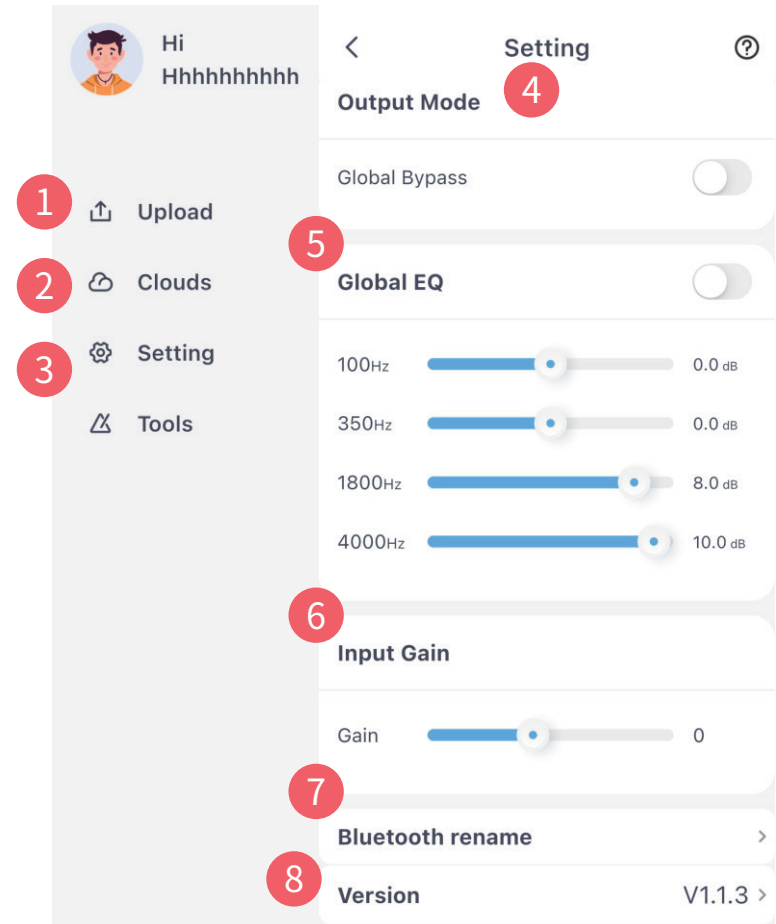 Hi
Hhhhhhhhhh
1
Upload
2
Clouds
3
Setting
Tools
Setting
4
Output Mode
Global Bypass
5
Global EQ
100Hz 0.0 dB
350Hz 0.0 dB
1800Hz 8.0 dB
4000Hz 10.0 dB
6
Input Gain
Gain 0
7
Bluetooth rename
8
Version V1.1.3